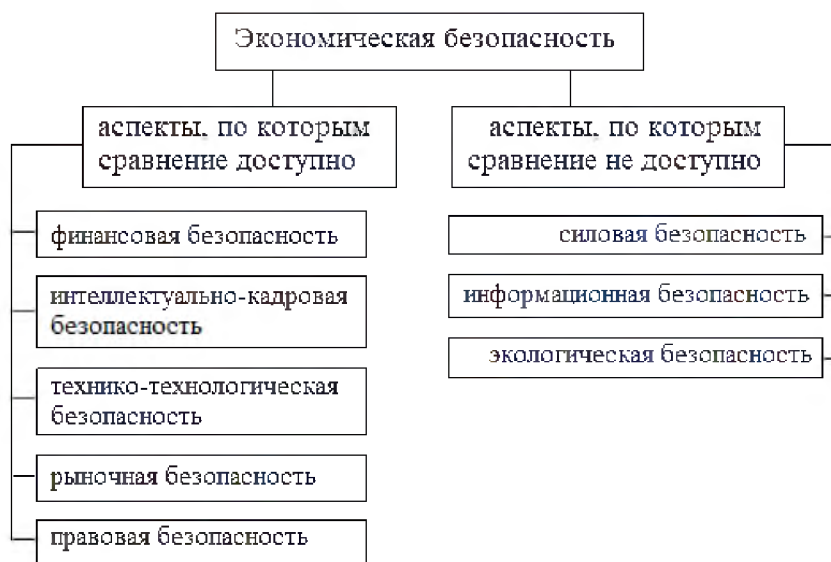 Экономическая безопасность
аспекты, по которым
сравнение доступно
финансовая безопасность
интеллектуально-кадровая
безопасность
технико-технологическая
безопасность
рыночная безопасность
правовая безопасность
аспекты, по которым
сравнение не доступно
силовая безопасность
информационная безопасность
экологическая безопасность